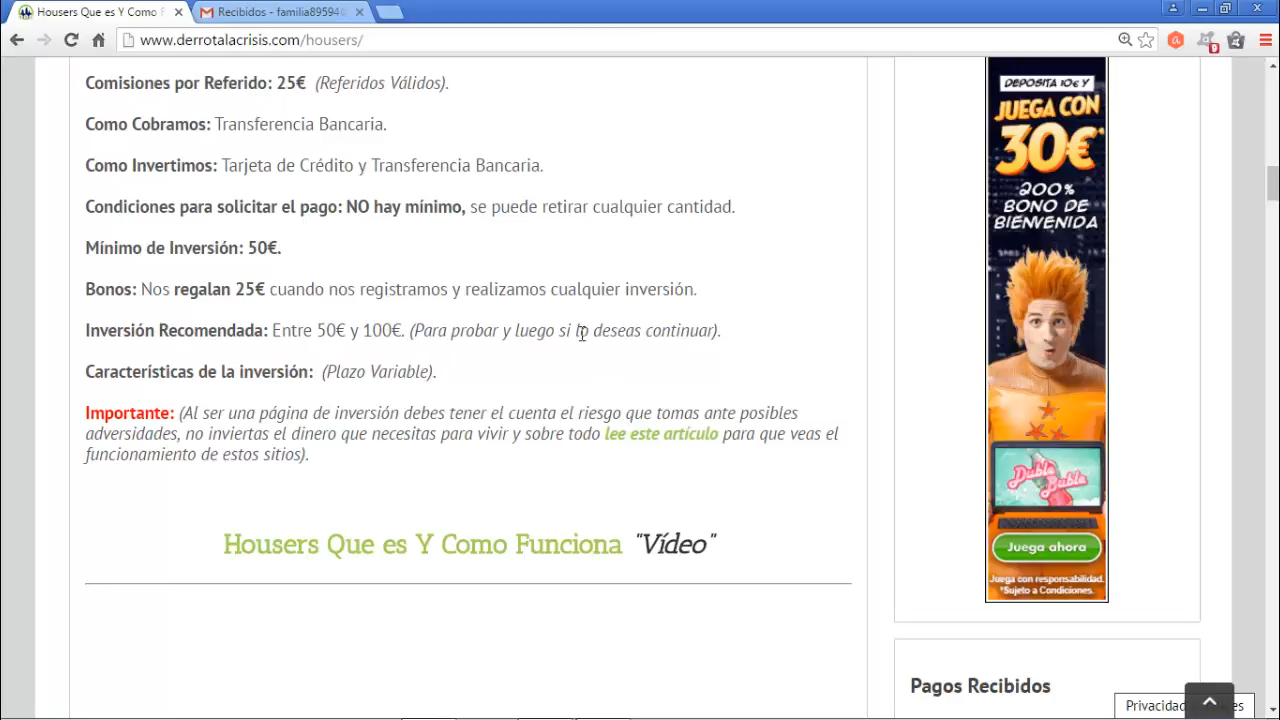 Housers Que es Y Como F
Recibidos - familia89594@
www.derrotalacrisis.com/housers/
9
Comisiones por Referido: 25€ (Referidos Válidos).
Como Cobramos: Transferencia Bancaria.
Como Invertimos: Tarjeta de Crédito y Transferencia Bancaria.
Condiciones para solicitar el pago: NO hay mínimo, se puede retirar cualquier cantidad.
Mínimo de Inversión: 50€.
Bonos: Nos regalan 25€ cuando nos registramos y realizamos cualquier inversión.
Inversión Recomendada: Entre 50€ y 100€. (Para probar y luego si lo deseas continuar).
Características de la inversión: (Plazo Variable).
Importante: (Al ser una página de inversión debes tener el cuenta el riesgo que tomas ante posibles
adversidades, no inviertas el dinero que necesitas para vivir y sobre todo lee este artículo para que veas el
funcionamiento de estos sitios).
Housers Que es Y Como Funciona "Vídeo"
DEPOSITA 10€ Y
JUEGA CON
30€*
200%
BONO DE
BIENVENIDA
Duble
Buble
Juega ahora
Juega con responsabilidad.
*Sujeto a Condiciones.
Pagos Recibidos
Privacidad
es